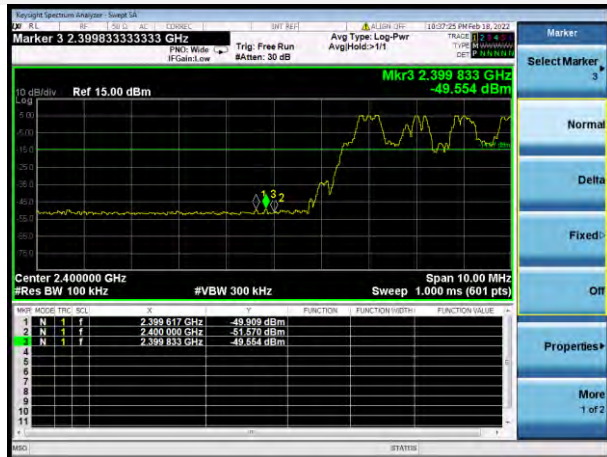 Keysight Spectrum Analyzer - Swept SA
RL RF 50 Ω AC CORREC INT REF ALIGN OFF 10:37:25 PM Feb 18, 2022
Marker 3 2.399833333333 GHz
PNO: Wide
IFGain:Low
Trig: Free Run
#Atten: 30 dB
Avg Type: Log-Pwr
Avg|Hold:>1/1
TRACE 1 2 3 4 5 6
TYPE M WWWWW
DET P NNNNN
Marker
Select Marker
3
Normal
Delta
Fixed
Off
Properties
More
1 of 2
Mkr3 2.399 833 GHz
-49.554 dBm
10 dB/div Ref 15.00 dBm
Log
5.00
-5.00
-15.0
-25.0
-35.0
-45.0
-55.0
-65.0
-75.0
1 3 2
Center 2.400000 GHz Span 10.00 MHz
#Res BW 100 kHz #VBW 300 kHz Sweep 1.000 ms (601 pts)
MKR MODE TRC SCL X Y FUNCTION FUNCTION WIDTH FUNCTION VALUE
1 N 1 f 2.399 617 GHz -49.909 dBm
2 N 1 f 2.400 000 GHz -51.570 dBm
3 N 1 f 2.399 833 GHz -49.554 dBm
4
5
6
7
8
9
10
11
MSG STATUS